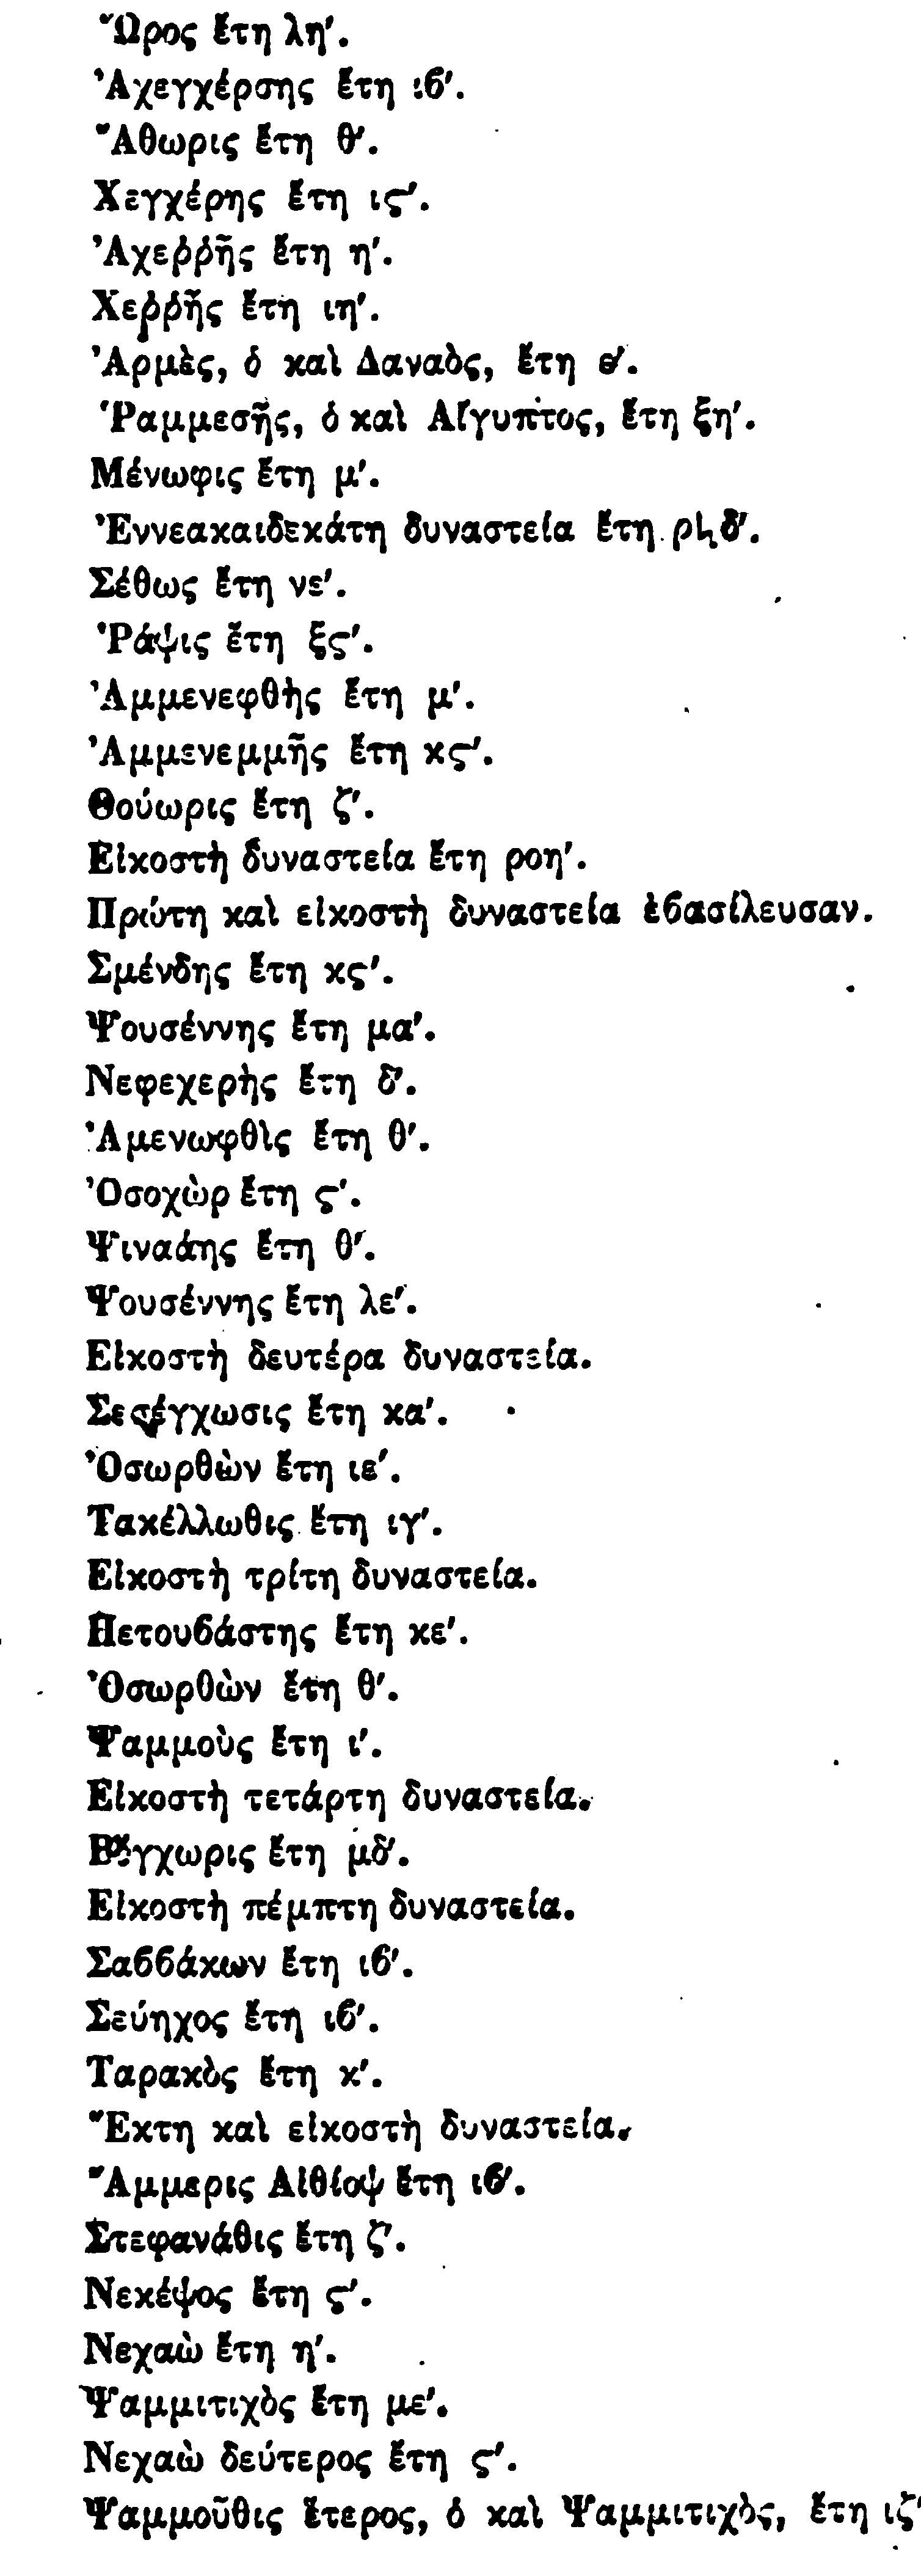 Ὧρος ἔτη λη'.
Ἀχεγχέρσης ἔτη ιϐ'.
Ἄθωρις ἔτη θ'.
Χεγχέρης ἔτη ις'.
Ἀχεῤῥῆς ἔτη η'.
Χεῤῥῆς ἔτη ιη'.
Ἀρμὲς, ὁ καὶ Δαναὸς, ἔτη ε'.
Ῥαμμεσῆς, ὁ καὶ Αἴγυπτος, ἔτη ξη'.
Μένωφις ἔτη μ'.
Ἐννεακαιδεκάτη δυναστεία ἔτη ρϟδ'.
Σέθως ἔτη νε'.
Ῥάψις ἔτη ξς'.
Ἀμμενεφθὴς ἔτη μ'.
Ἀμμενεμμῆς ἔτη κς'.
Θούωρις ἔτη ζ'.
Εἰκοστὴ δυναστεία ἔτη ροη'.
Πρώτη καὶ εἰκοστὴ δυναστεία ἐϐασίλευσαν.
Σμένδης ἔτη κς'.
Ψουσέννης ἔτη μα'.
Νεφεχερὴς ἔτη δ'.
Ἀμενωφθὶς ἔτη θ'.
Ὀσοχὼρ ἔτη ς'.
Ψινάης ἔτη θ'.
Ψουσέννης ἔτη λε'.
Εἰκοστὴ δευτέρα δυναστεία.
Σεσέγχωσις ἔτη κα'.
Ὀσωρθὼν ἔτη ιε'.
Τακέλλωθις ἔτη ιγ'.
Εἰκοστὴ τρίτη δυναστεία.
Πετουϐάστης ἔτη κε'.
Ὀσωρθὼν ἔτη θ'.
Ψαμμοὺς ἔτη ι'.
Εἰκοστὴ τετάρτη δυναστεία.
ἔτη μδ'.
Εἰκοστὴ πέμπτη δυναστεία.
Σαϐϐάκων ἔτη ιϐ'.
Σεύηχος ἔτη ιϐ'.
Ταρακὸς ἔτη κ'.
Ἕκτη καὶ εἰκοστὴ δυναστεία.
Ἄμμερις Αἰθίοψ ἔτη ιϐ'.
Στεφανάθις ἔτη ζ'.
Νεκέψος ἔτη ς'.
Νεχαὼ ἔτη η'.
Ψαμμιτιχὸς ἔτη με'.
Νεχαὼ δεύτερος ἔτη ς'.
Ψαμμοῦθις ἕτερος, ὁ καὶ Ψαμμιτιχὸς, ἔτη ιζ'